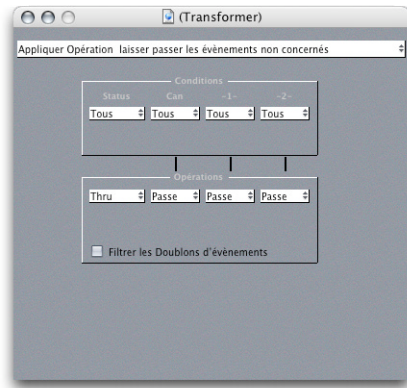 (Transformer)
Appliquer Opération laisser passer les évènements non concernés
Conditions
Status Can -1- -2-
Tous Tous Tous Tous
Opérations
Thru Passe Passe Passe
Filtrer les Doublons d'évènements